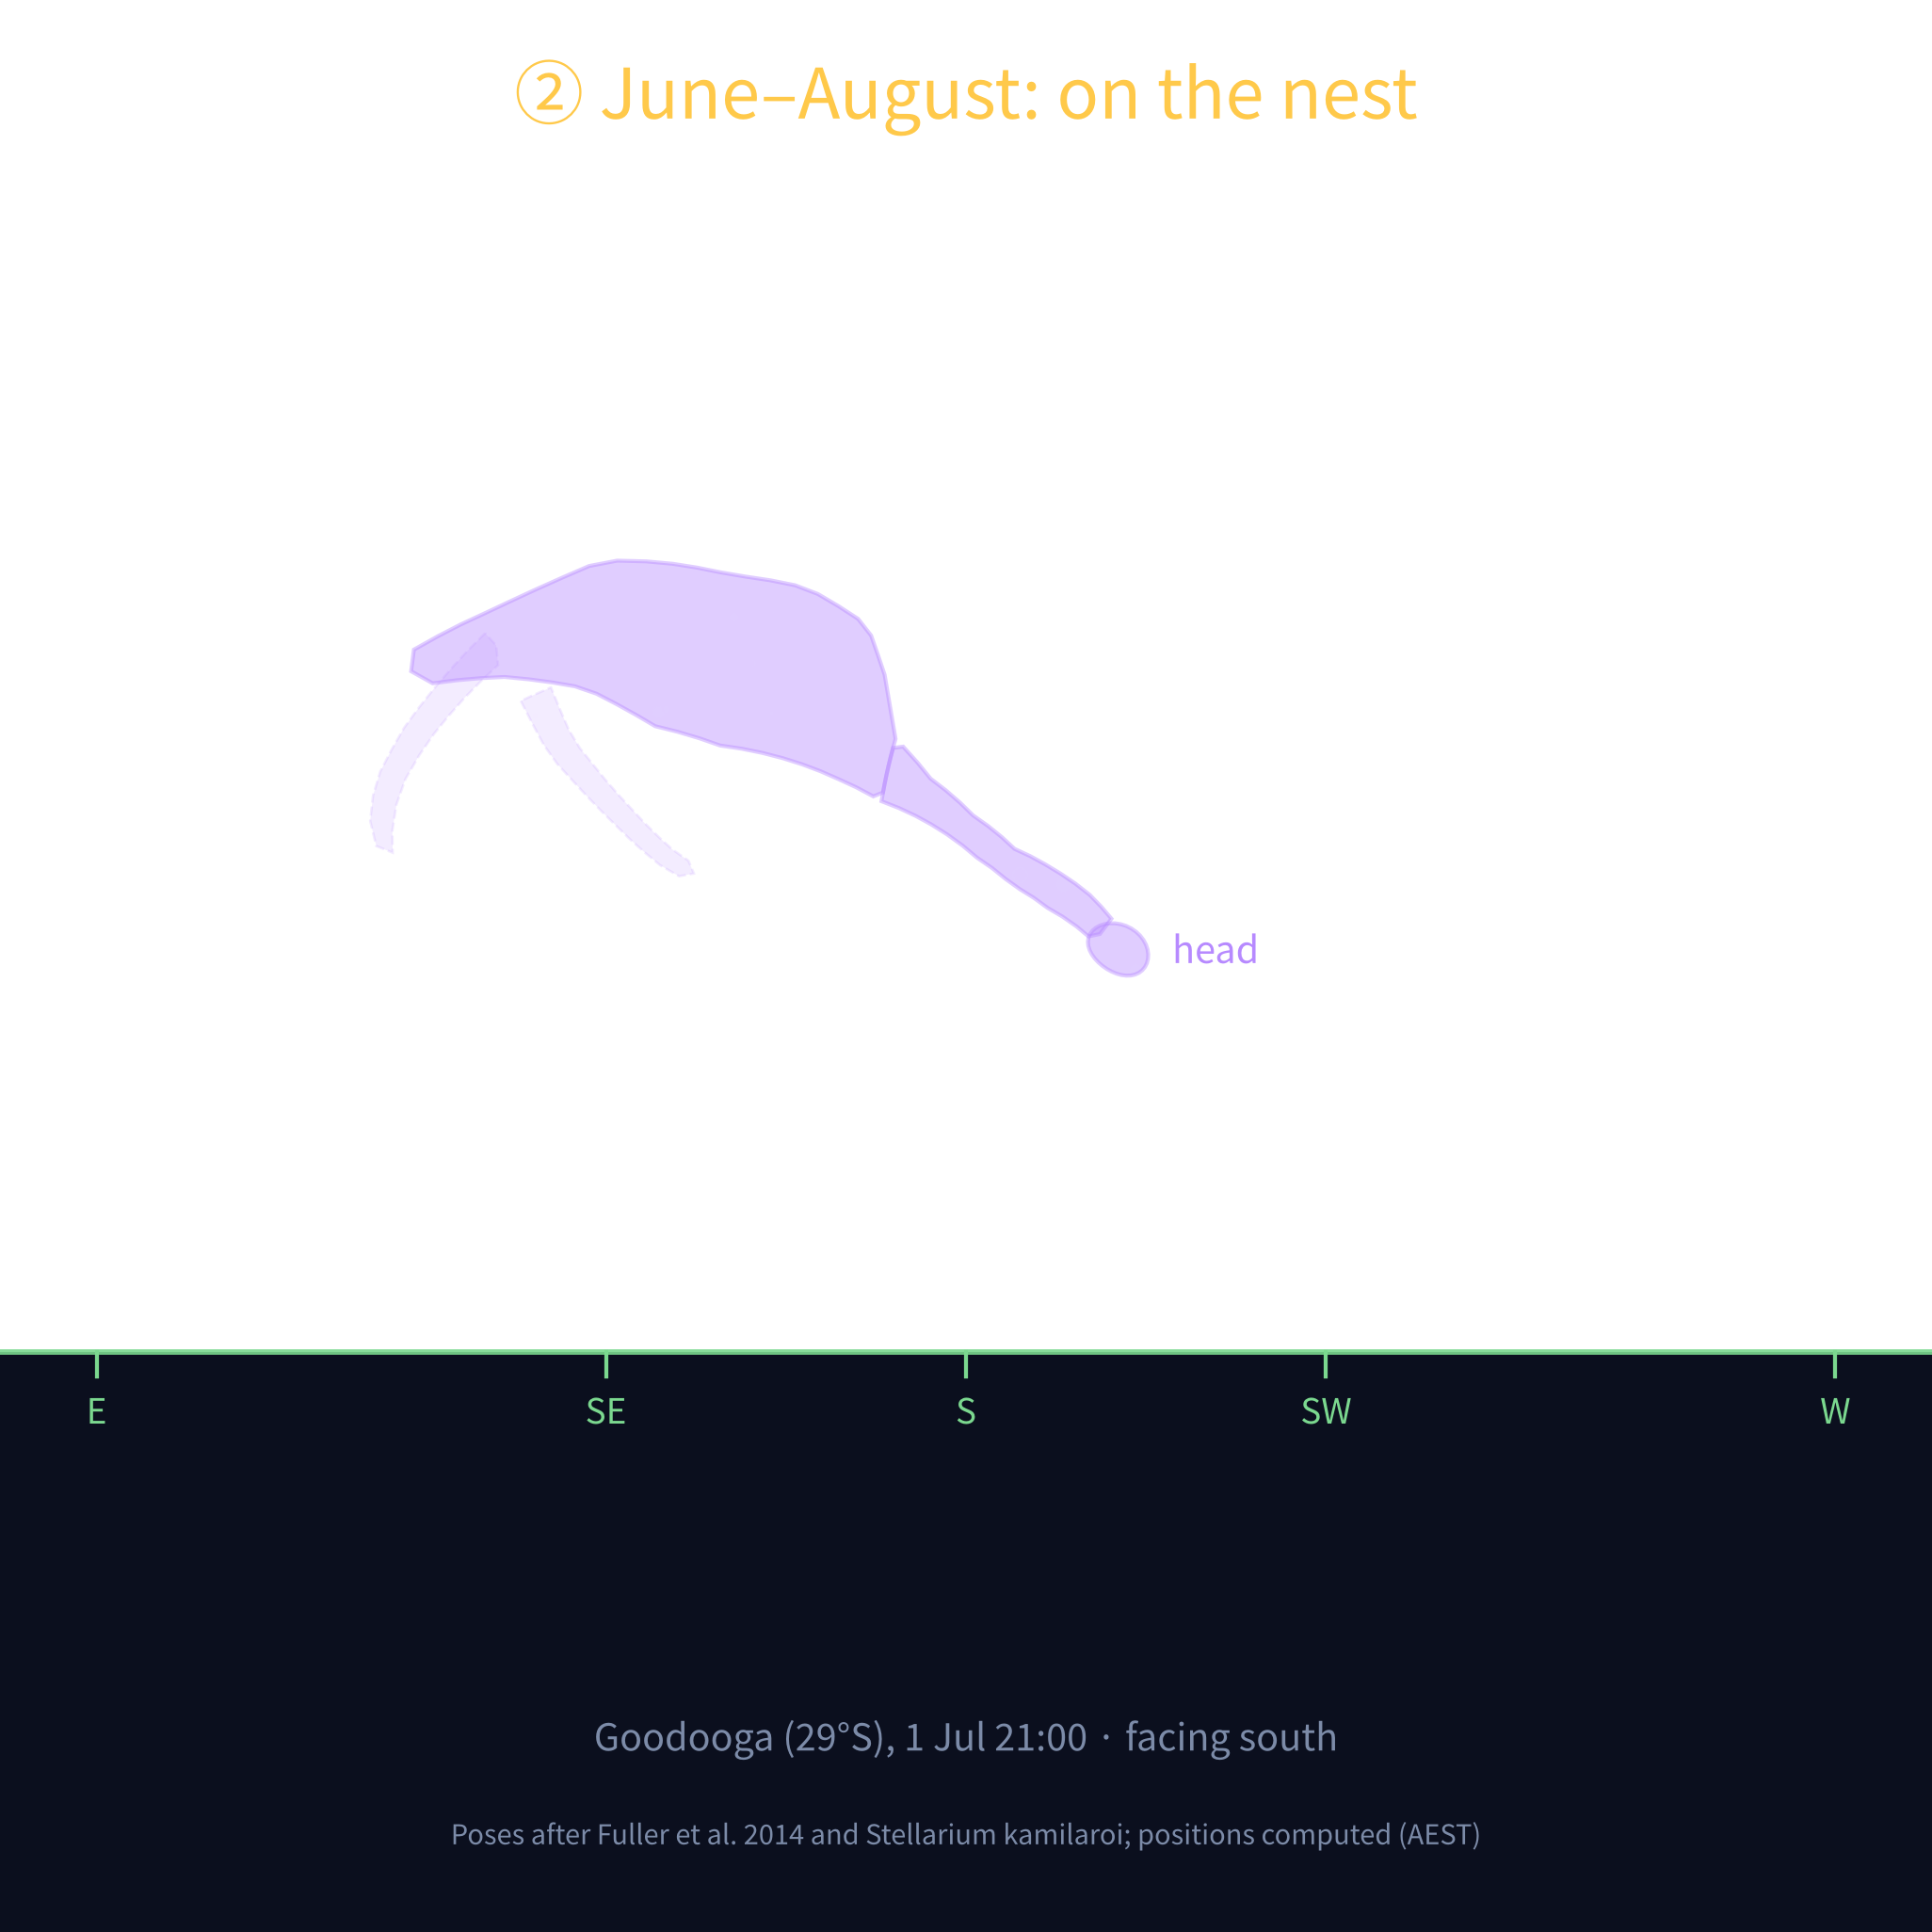 ② June–August: on the nest
head
E SE S SW W
Goodooga (29°S), 1 Jul 21:00 · facing south
Poses after Fuller et al. 2014 and Stellarium kamilaroi; positions computed (AEST)